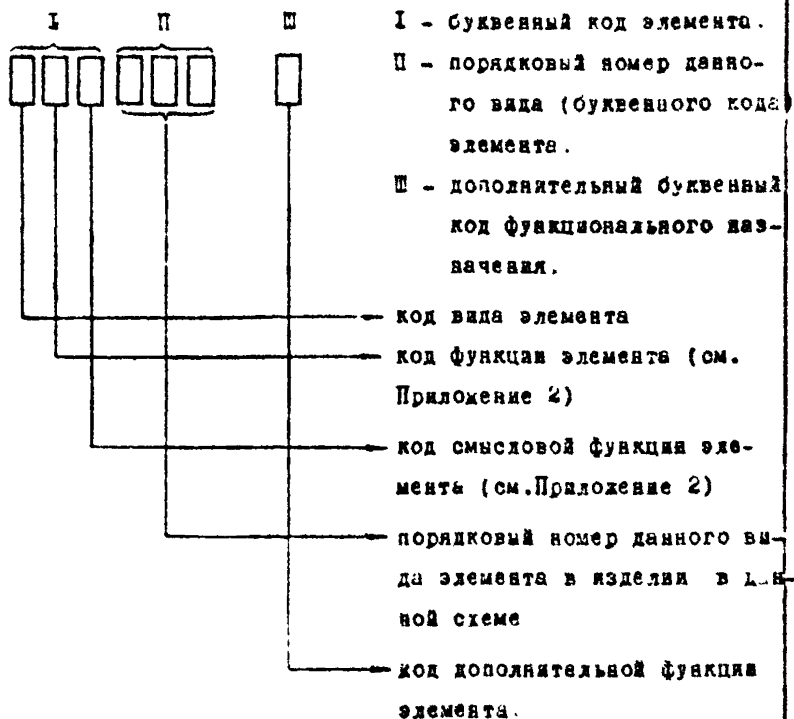 I II III
I - буквенный код элемента.
II - порядковый номер данно-
го вида (буквенного кода)
элемента.
III - дополнительный буквенный
код функционального наз-
начения.
код вида элемента
код функции элемента (см.
Приложение 2)
код смысловой функции эле-
мента (см.Приложение 2)
порядковый номер данного ви-
да элемента в изделии в дан-
ной схеме
код дополнительной функции
элемента.